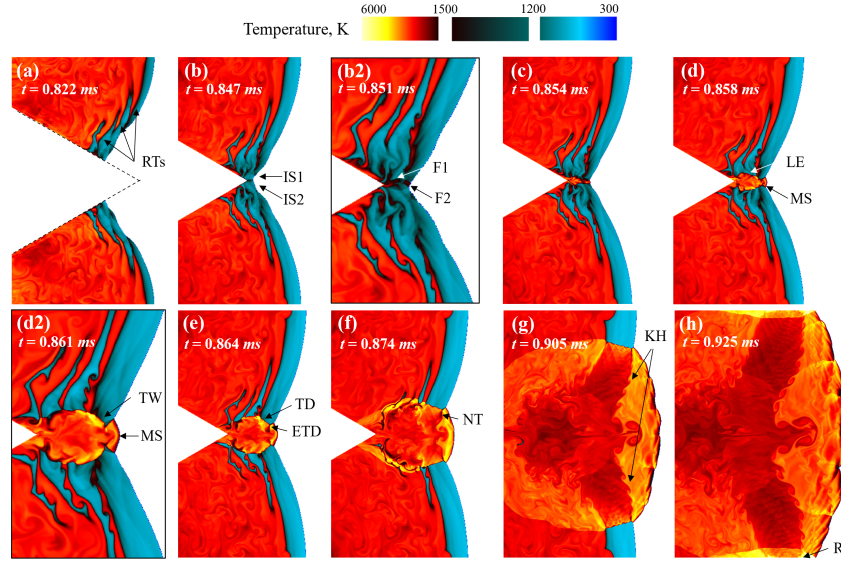 Temperature, K
6000 1500 1200 300
(a)
t = 0.822 ms
RTs
(b)
t = 0.847 ms
IS1
IS2
(b2)
t = 0.851 ms
F1
F2
(c)
t = 0.854 ms
(d)
t = 0.858 ms
LE
MS
(d2)
t = 0.861 ms
TW
MS
(e)
t = 0.864 ms
TD
ETD
(f)
t = 0.874 ms
NT
(g)
t = 0.905 ms
KH
(h)
t = 0.925 ms
R